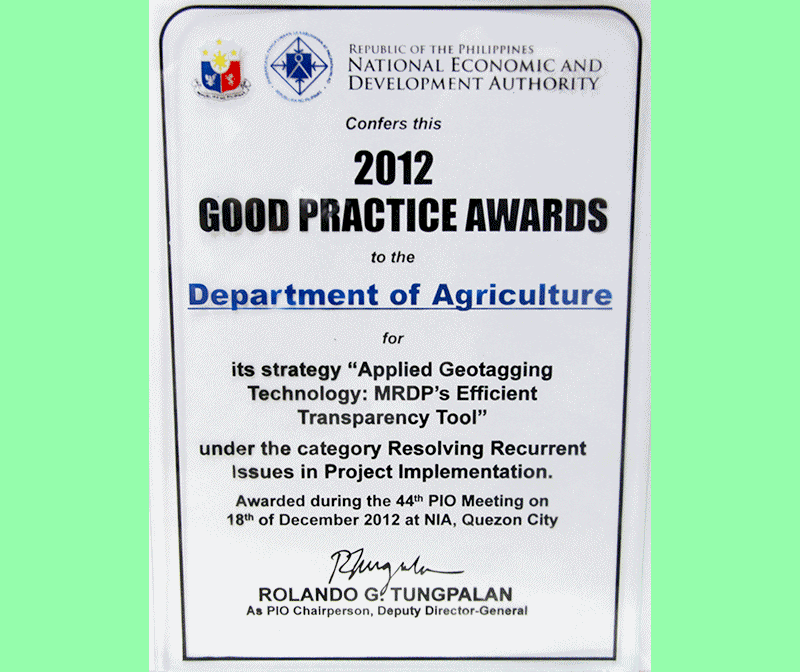 REPUBLIC OF THE PHILIPPINES
NATIONAL ECONOMIC AND
DEVELOPMENT AUTHORITY
Confers this
2012
GOOD PRACTICE AWARDS
to the
Department of Agriculture
for
its strategy “Applied Geotagging
Technology: MRDP’s Efficient
Transparency Tool”
under the category Resolving Recurrent
Issues in Project Implementation.
Awarded during the 44th PIO Meeting on
18th of December 2012 at NIA, Quezon City
ROLANDO G. TUNGPALAN
As PIO Chairperson, Deputy Director-General